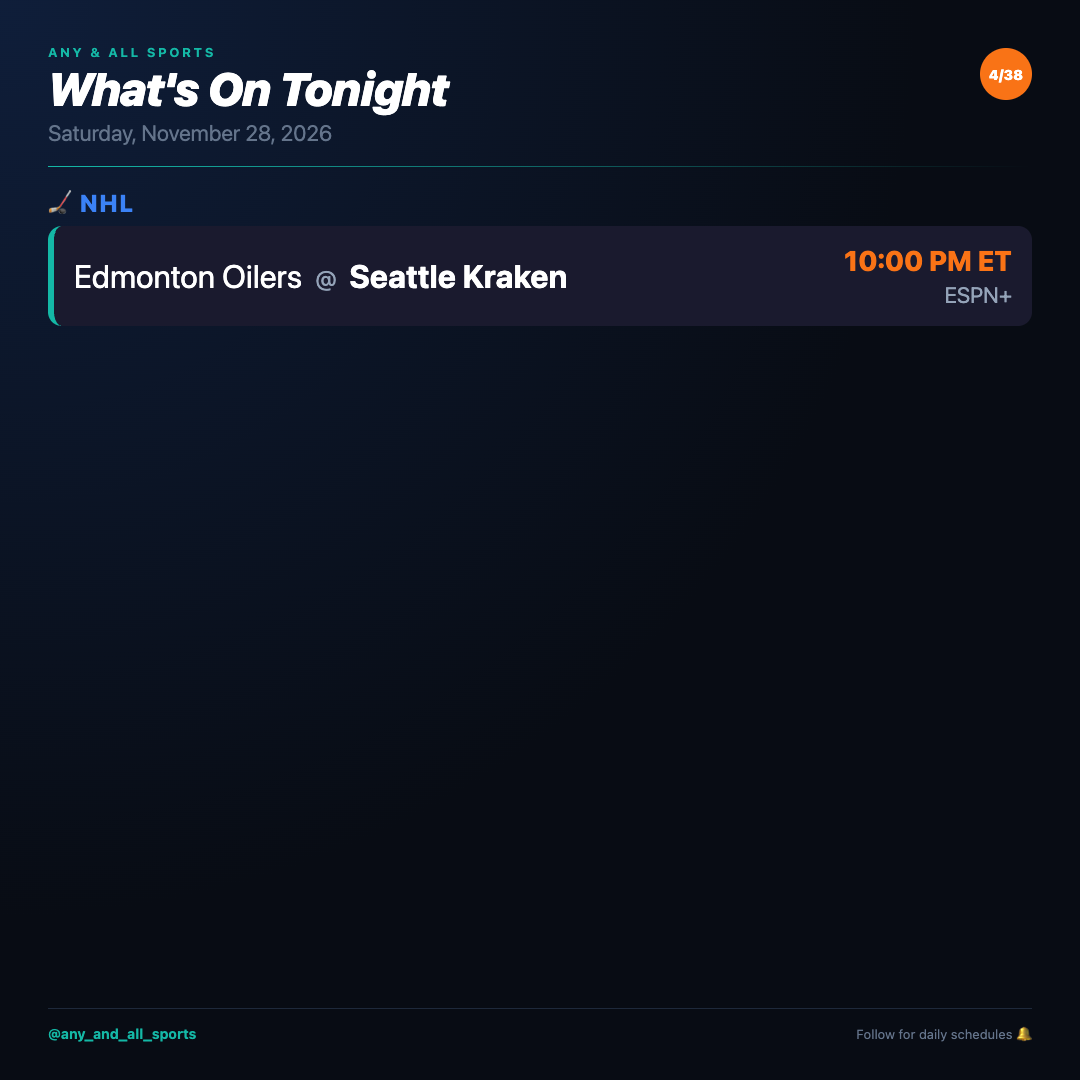 ANY & ALL SPORTS
What's On Tonight
4/38
Saturday, November 28, 2026
NHL
Edmonton Oilers @ Seattle Kraken
10:00 PM ET
ESPN+
@any_and_all_sports
Follow for daily schedules 🔔